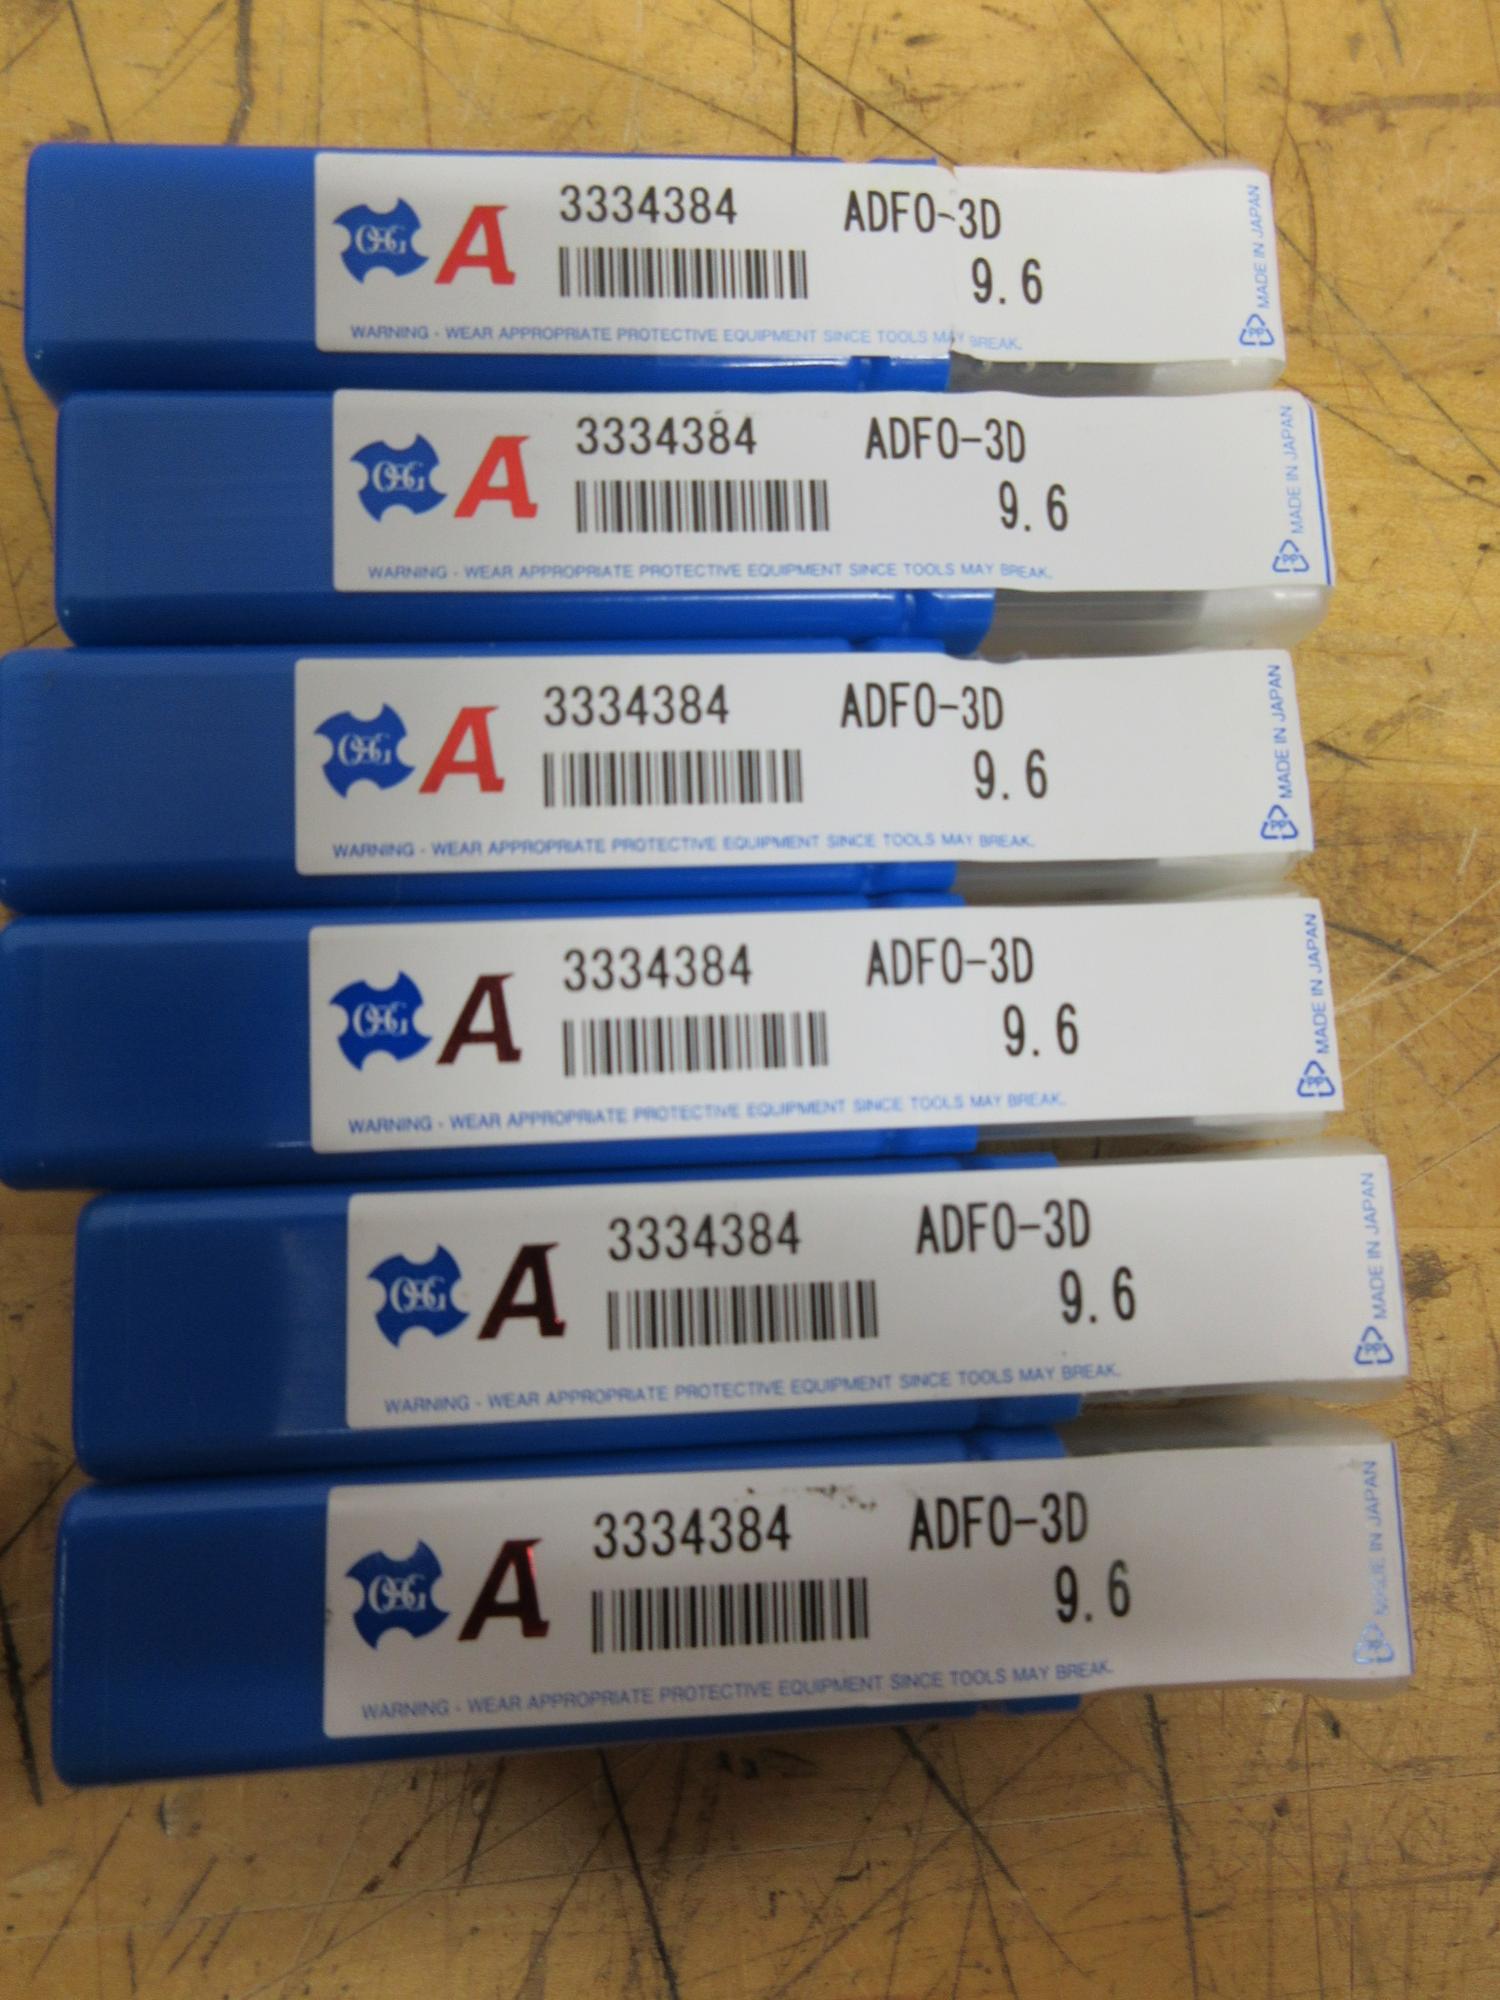 OSG A 3334384 ADFO-3D
9.6
WARNING - WEAR APPROPRIATE PROTECTIVE EQUIPMENT SINCE TOOLS MAY BREAK.
MADE IN JAPAN
OSG A 3334384 ADFO-3D
9.6
WARNING - WEAR APPROPRIATE PROTECTIVE EQUIPMENT SINCE TOOLS MAY BREAK.
MADE IN JAPAN
OSG A 3334384 ADFO-3D
9.6
WARNING - WEAR APPROPRIATE PROTECTIVE EQUIPMENT SINCE TOOLS MAY BREAK.
MADE IN JAPAN
OSG A 3334384 ADFO-3D
9.6
WARNING - WEAR APPROPRIATE PROTECTIVE EQUIPMENT SINCE TOOLS MAY BREAK.
MADE IN JAPAN
OSG A 3334384 ADFO-3D
9.6
WARNING - WEAR APPROPRIATE PROTECTIVE EQUIPMENT SINCE TOOLS MAY BREAK.
MADE IN JAPAN
OSG A 3334384 ADFO-3D
9.6
WARNING - WEAR APPROPRIATE PROTECTIVE EQUIPMENT SINCE TOOLS MAY BREAK.
MADE IN JAPAN